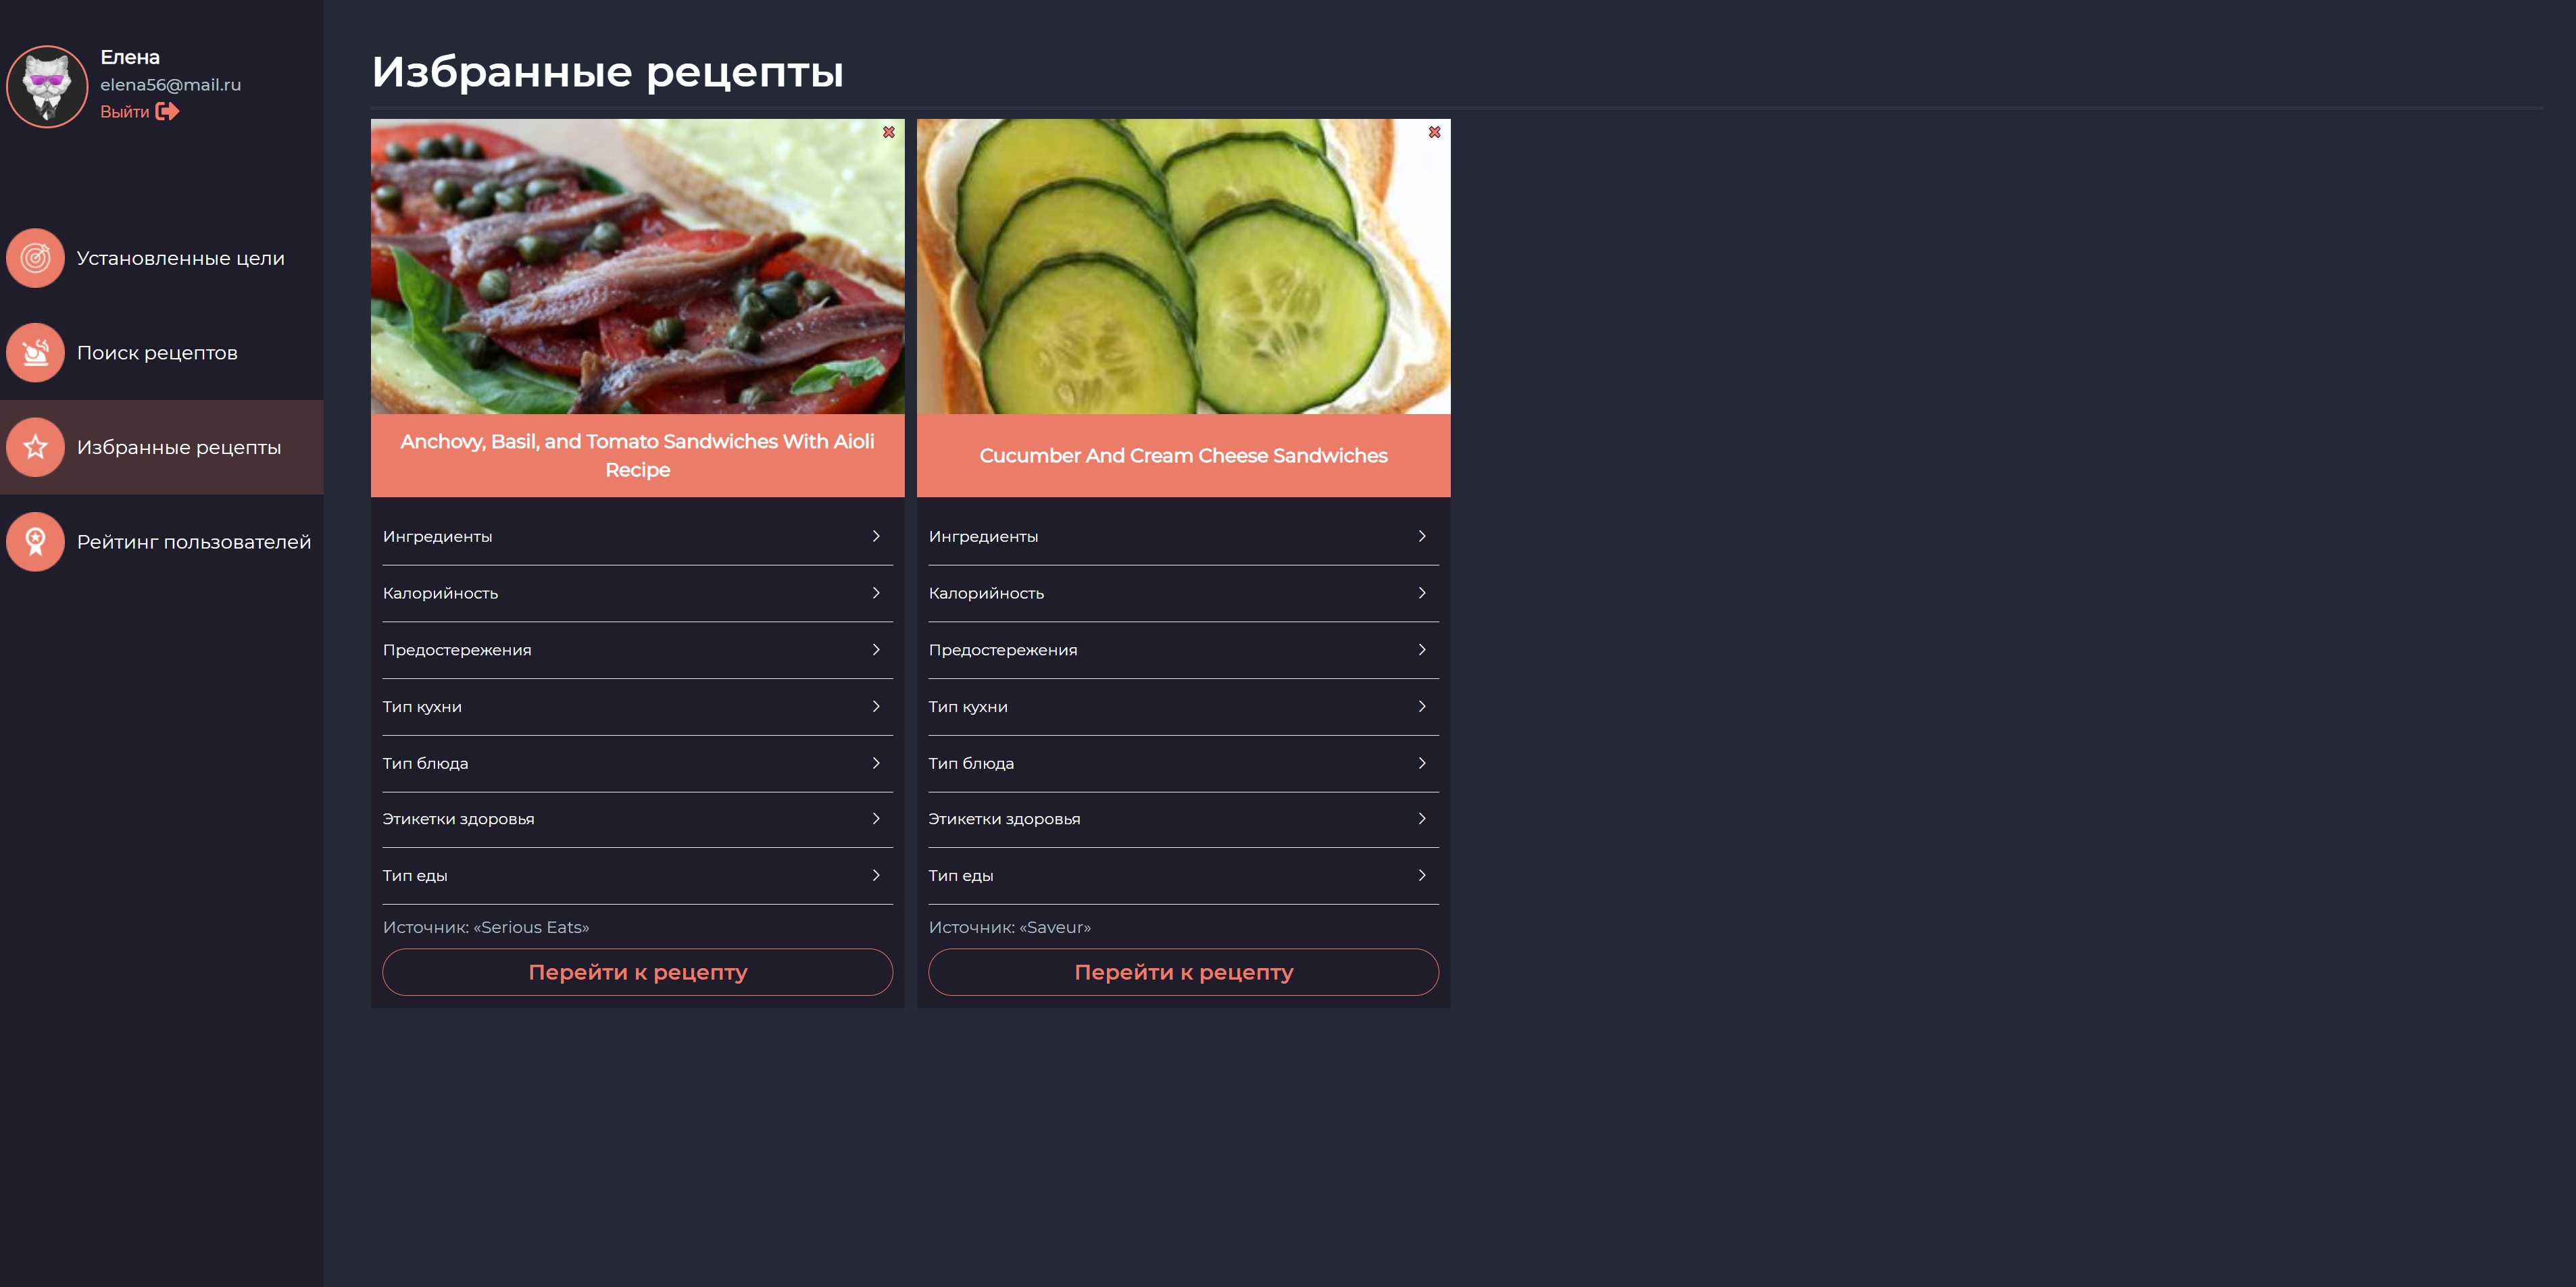 Елена
elena56@mail.ru
Выйти
Установленные цели
Поиск рецептов
Избранные рецепты
Рейтинг пользователей
Избранные рецепты
Anchovy, Basil, and Tomato Sandwiches With Aioli
Recipe
Ингредиенты
Калорийность
Предостережения
Тип кухни
Тип блюда
Этикетки здоровья
Тип еды
Источник: «Serious Eats»
Перейти к рецепту
Cucumber And Cream Cheese Sandwiches
Ингредиенты
Калорийность
Предостережения
Тип кухни
Тип блюда
Этикетки здоровья
Тип еды
Источник: «Saveur»
Перейти к рецепту